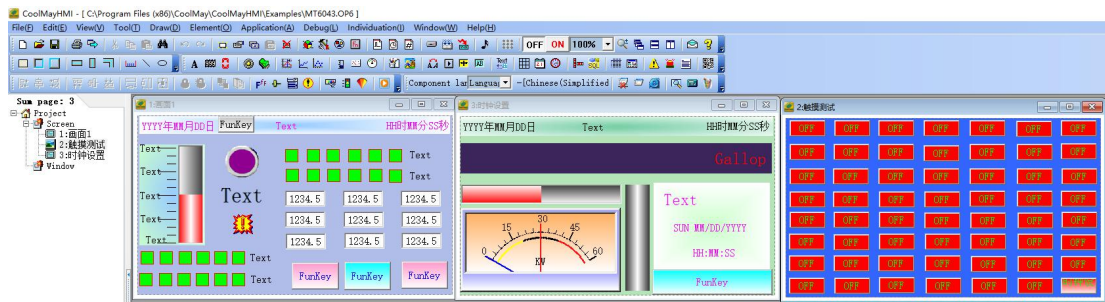 CoolMayHMI - [ C:\Program Files (x86)\CoolMay\CoolMayHMI\Examples\MT6043.OP6 ]
File(F) Edit(E) View(V) Tool(T) Draw(D) Element(O) Application(A) Debug(L) Individuation(I) Window(W) Help(H)
OFF ON 100%
Component lar Langua -[Chinese(Simplified
Sum page: 3
Project
Screen
1:画面1
2:触摸测试
3:时钟设置
Window
1:画面1
YYYY年MM月DD日 FunKey Text HH时MM分SS秒
Text
Text
Text
Text
Text
Text
Text
Text
1234.5 1234.5 1234.5
1234.5 1234.5 1234.5
1234.5 1234.5 1234.5
Text
Text
FunKey FunKey FunKey
3:时钟设置
YYYY年MM月DD日 Text HH时MM分SS秒
Gallop
0 15 30 45 60
KW
Text
SUN MM/DD/YYYY
HH:MM:SS
FunKey
2:触摸测试
OFF OFF OFF OFF OFF OFF OFF
OFF OFF OFF OFF OFF OFF OFF
OFF OFF OFF OFF OFF OFF OFF
OFF OFF OFF OFF OFF OFF OFF
OFF OFF OFF OFF OFF OFF OFF
OFF OFF OFF OFF OFF OFF OFF
OFF OFF OFF OFF OFF OFF OFF
OFF OFF OFF OFF OFF OFF